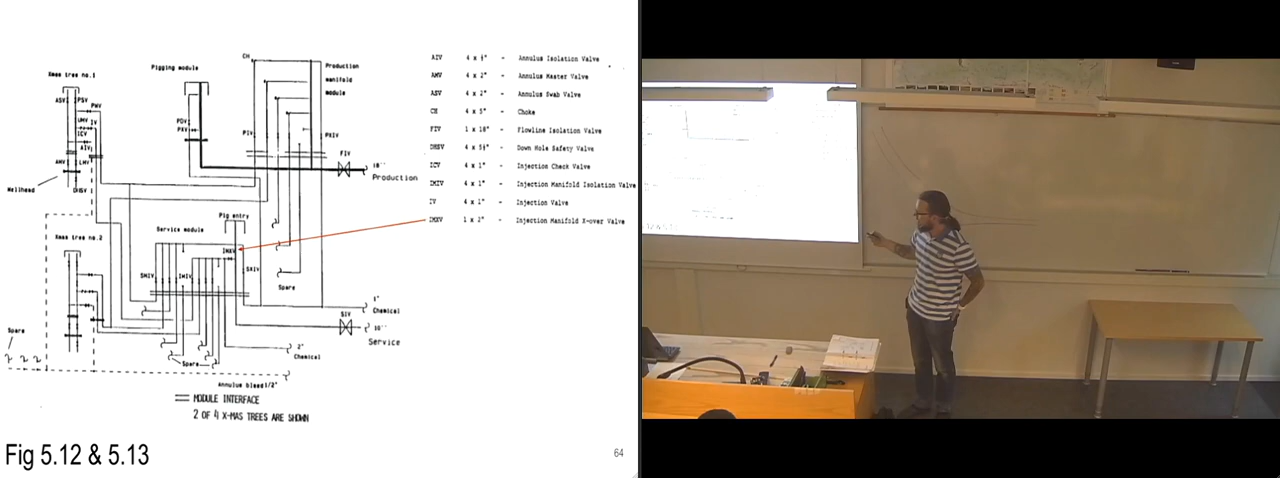 Xmas tree no.1
ASV
PSV
PWV
UMV
IV
ICV
AIV
AMV
LMV
DHSV
Wellhead
Pigging module
PDV
PXV
CH
Production
manifold
module
PIV
PXIV
FIV
18"
Production
Pig entry
Service module
IMXV
SMIV
IMIV
SXIV
Spare
1"
Chemical
SIV
10"
Service
2"
Chemical
Spare
Xmas tree no.2
Spare
Annulus bleed 1/2"
MODULE INTERFACE
2 OF 4 X-MAS TREES ARE SHOWN
AIV 4 x ½" - Annulus Isolation Valve
AMV 4 x 2" - Annulus Master Valve
ASV 4 x 2" - Annulus Swab Valve
CH 4 x 5" - Choke
FIV 1 x 18" - Flowline Isolation Valve
DHSV 4 x 5½" - Down Hole Safety Valve
ICV 4 x 1" - Injection Check Valve
IMIV 4 x 1" - Injection Manifold Isolation Valve
IV 4 x 1" - Injection Valve
IMXV 1 x 2" - Injection Manifold X-over Valve
Fig 5.12 & 5.13
64